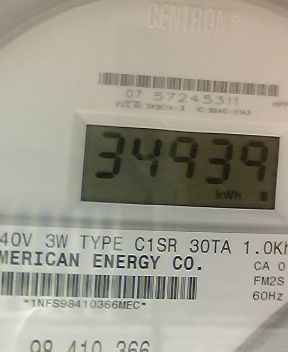 CENTRON®
07 57245311
34939
kWh
40V 3W TYPE C1SR 30TA 1.0Kh
MERICAN ENERGY CO.
CA 0
FM2S
60Hz
*1NFS98410366MEC*
98 410 366